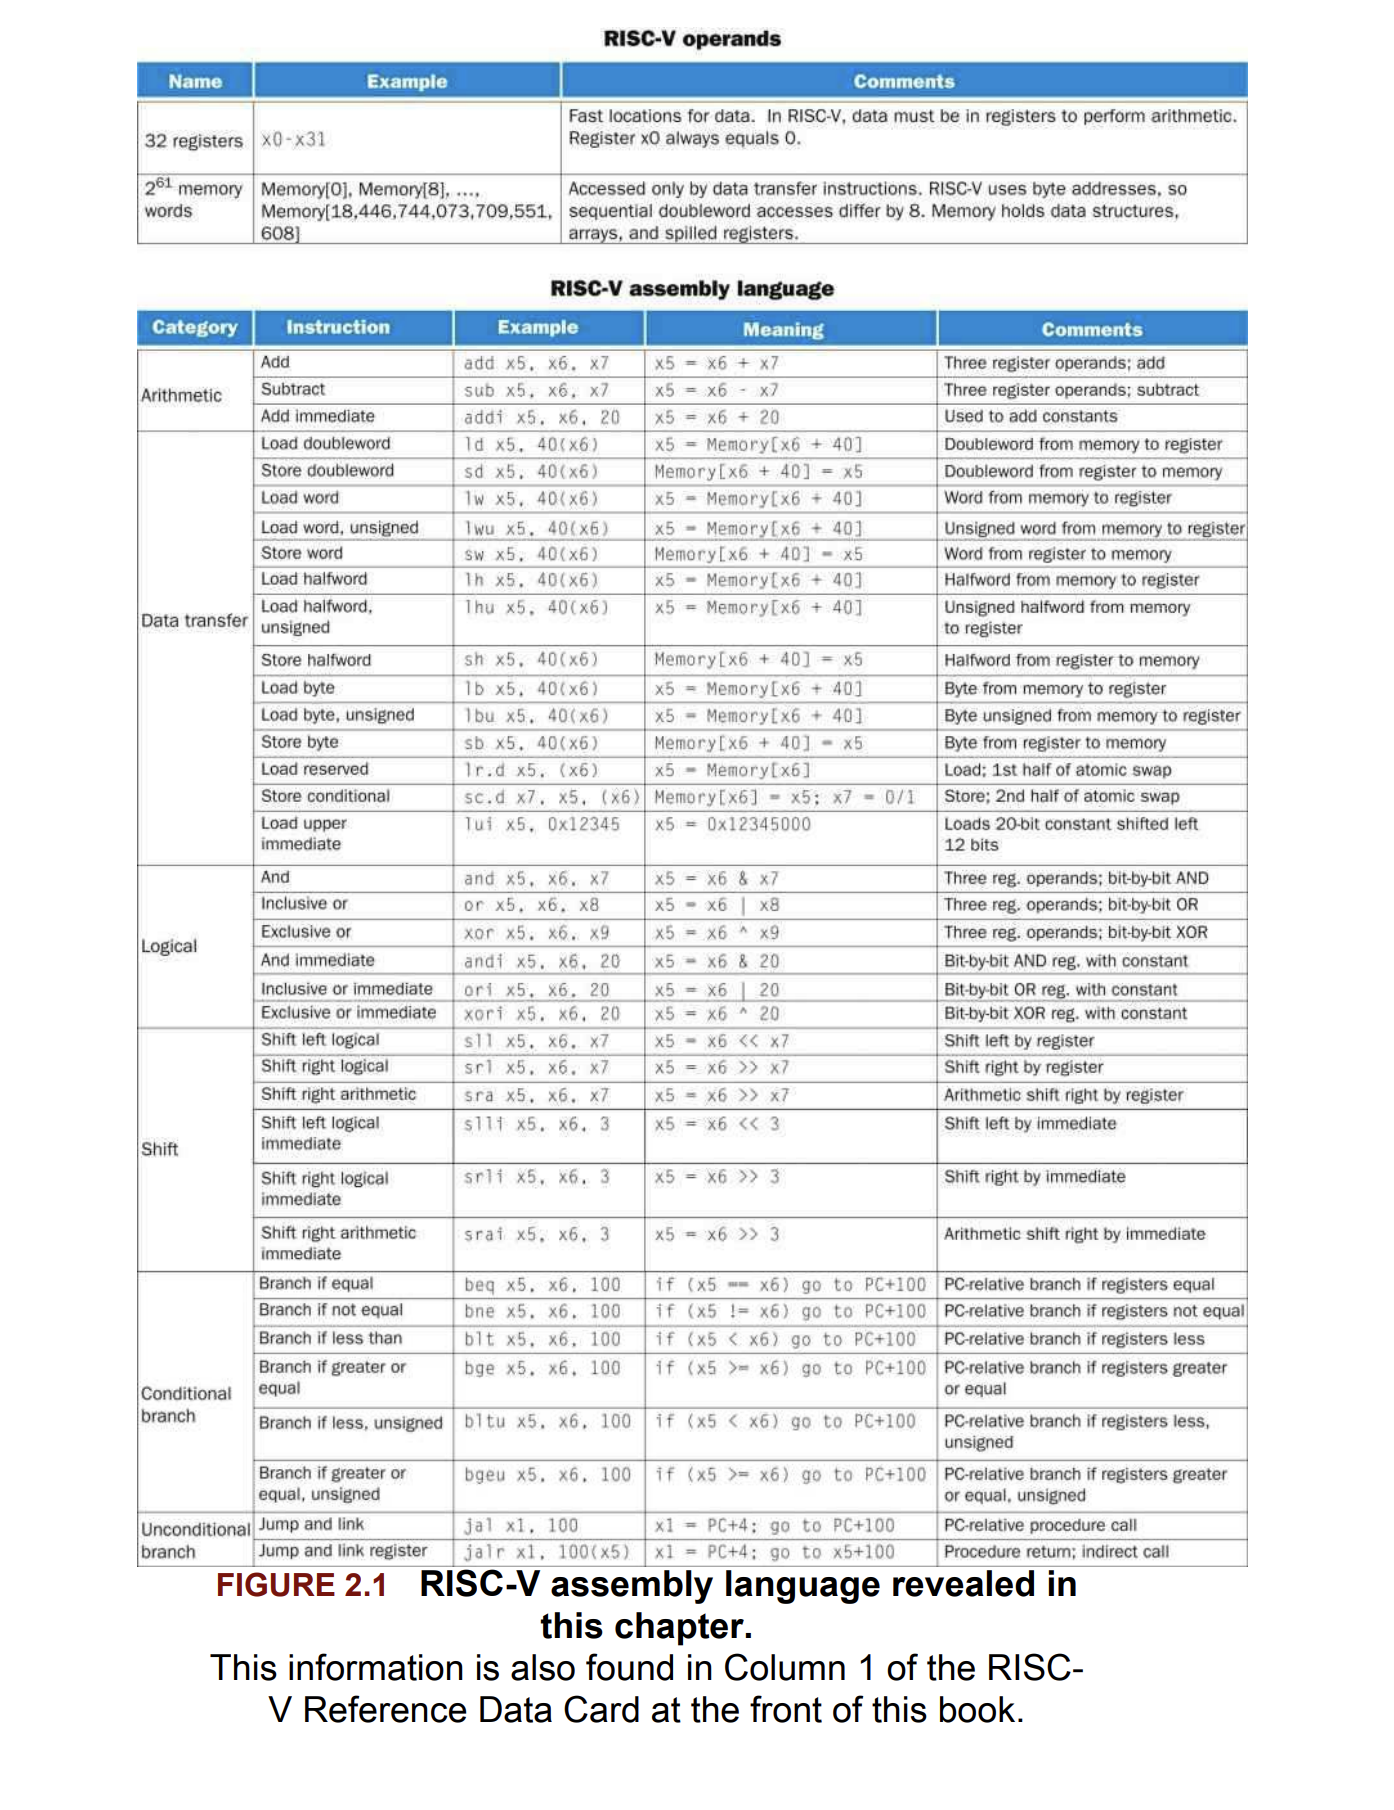 RISC-V operands
Name Example Comments
32 registers x0-x31 Fast locations for data. In RISC-V, data must be in registers to perform arithmetic. Register x0 always equals 0.
2^61 memory words Memory[0], Memory[8], ..., Memory[18,446,744,073,709,551,608] Accessed only by data transfer instructions. RISC-V uses byte addresses, so sequential doubleword accesses differ by 8. Memory holds data structures, arrays, and spilled registers.
RISC-V assembly language
Category Instruction Example Meaning Comments
Arithmetic
Add add x5, x6, x7 x5 = x6 + x7 Three register operands; add
Subtract sub x5, x6, x7 x5 = x6 - x7 Three register operands; subtract
Add immediate addi x5, x6, 20 x5 = x6 + 20 Used to add constants
Data transfer
Load doubleword ld x5, 40(x6) x5 = Memory[x6 + 40] Doubleword from memory to register
Store doubleword sd x5, 40(x6) Memory[x6 + 40] = x5 Doubleword from register to memory
Load word lw x5, 40(x6) x5 = Memory[x6 + 40] Word from memory to register
Load word, unsigned lwu x5, 40(x6) x5 = Memory[x6 + 40] Unsigned word from memory to register
Store word sw x5, 40(x6) Memory[x6 + 40] = x5 Word from register to memory
Load halfword lh x5, 40(x6) x5 = Memory[x6 + 40] Halfword from memory to register
Load halfword, unsigned lhu x5, 40(x6) x5 = Memory[x6 + 40] Unsigned halfword from memory to register
Store halfword sh x5, 40(x6) Memory[x6 + 40] = x5 Halfword from register to memory
Load byte lb x5, 40(x6) x5 = Memory[x6 + 40] Byte from memory to register
Load byte, unsigned lbu x5, 40(x6) x5 = Memory[x6 + 40] Byte unsigned from memory to register
Store byte sb x5, 40(x6) Memory[x6 + 40] = x5 Byte from register to memory
Load reserved lr.d x5, (x6) x5 = Memory[x6] Load; 1st half of atomic swap
Store conditional sc.d x7, x5, (x6) Memory[x6] = x5; x7 = 0/1 Store; 2nd half of atomic swap
Load upper immediate lui x5, 0x12345 x5 = 0x12345000 Loads 20-bit constant shifted left 12 bits
Logical
And and x5, x6, x7 x5 = x6 & x7 Three reg. operands; bit-by-bit AND
Inclusive or or x5, x6, x8 x5 = x6 | x8 Three reg. operands; bit-by-bit OR
Exclusive or xor x5, x6, x9 x5 = x6 ^ x9 Three reg. operands; bit-by-bit XOR
And immediate andi x5, x6, 20 x5 = x6 & 20 Bit-by-bit AND reg. with constant
Inclusive or immediate ori x5, x6, 20 x5 = x6 | 20 Bit-by-bit OR reg. with constant
Exclusive or immediate xori x5, x6, 20 x5 = x6 ^ 20 Bit-by-bit XOR reg. with constant
Shift
Shift left logical sll x5, x6, x7 x5 = x6 << x7 Shift left by register
Shift right logical srl x5, x6, x7 x5 = x6 >> x7 Shift right by register
Shift right arithmetic sra x5, x6, x7 x5 = x6 >> x7 Arithmetic shift right by register
Shift left logical immediate slli x5, x6, 3 x5 = x6 << 3 Shift left by immediate
Shift right logical immediate srli x5, x6, 3 x5 = x6 >> 3 Shift right by immediate
Shift right arithmetic immediate srai x5, x6, 3 x5 = x6 >> 3 Arithmetic shift right by immediate
Conditional branch
Branch if equal beq x5, x6, 100 if (x5 == x6) go to PC+100 PC-relative branch if registers equal
Branch if not equal bne x5, x6, 100 if (x5 != x6) go to PC+100 PC-relative branch if registers not equal
Branch if less than blt x5, x6, 100 if (x5 < x6) go to PC+100 PC-relative branch if registers less
Branch if greater or equal bge x5, x6, 100 if (x5 >= x6) go to PC+100 PC-relative branch if registers greater or equal
Branch if less, unsigned bltu x5, x6, 100 if (x5 < x6) go to PC+100 PC-relative branch if registers less, unsigned
Branch if greater or equal, unsigned bgeu x5, x6, 100 if (x5 >= x6) go to PC+100 PC-relative branch if registers greater or equal, unsigned
Unconditional branch
Jump and link jal x1, 100 x1 = PC+4; go to PC+100 PC-relative procedure call
Jump and link register jalr x1, 100(x5) x1 = PC+4; go to x5+100 Procedure return; indirect call
FIGURE 2.1 RISC-V assembly language revealed in
this chapter.
This information is also found in Column 1 of the RISC-
V Reference Data Card at the front of this book.